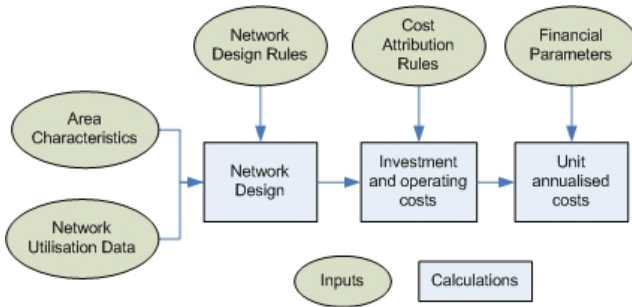 Network
Design Rules
Cost
Attribution
Rules
Financial
Parameters
Area
Characteristics
Network
Design
Investment
and operating
costs
Unit
annualised
costs
Network
Utilisation Data
Inputs
Calculations